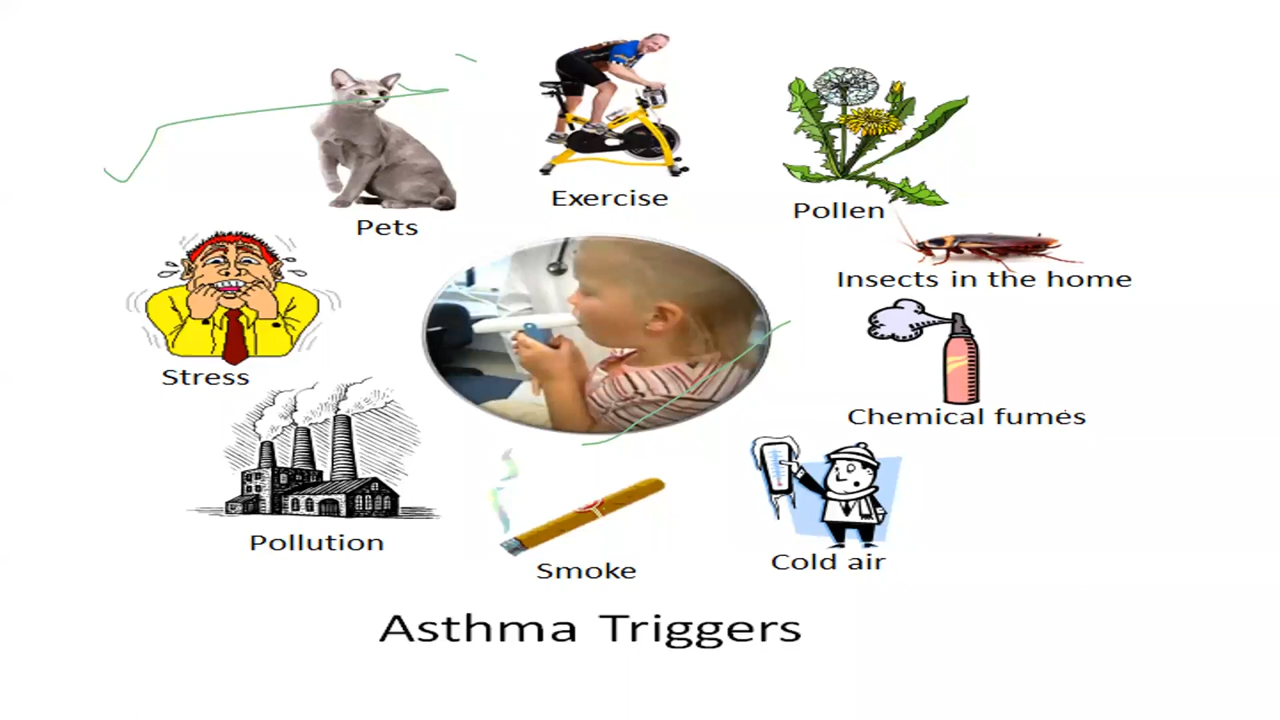 Exercise
Pollen
Pets
Insects in the home
Stress
Chemical fumes
Pollution
Cold air
Smoke
Asthma Triggers